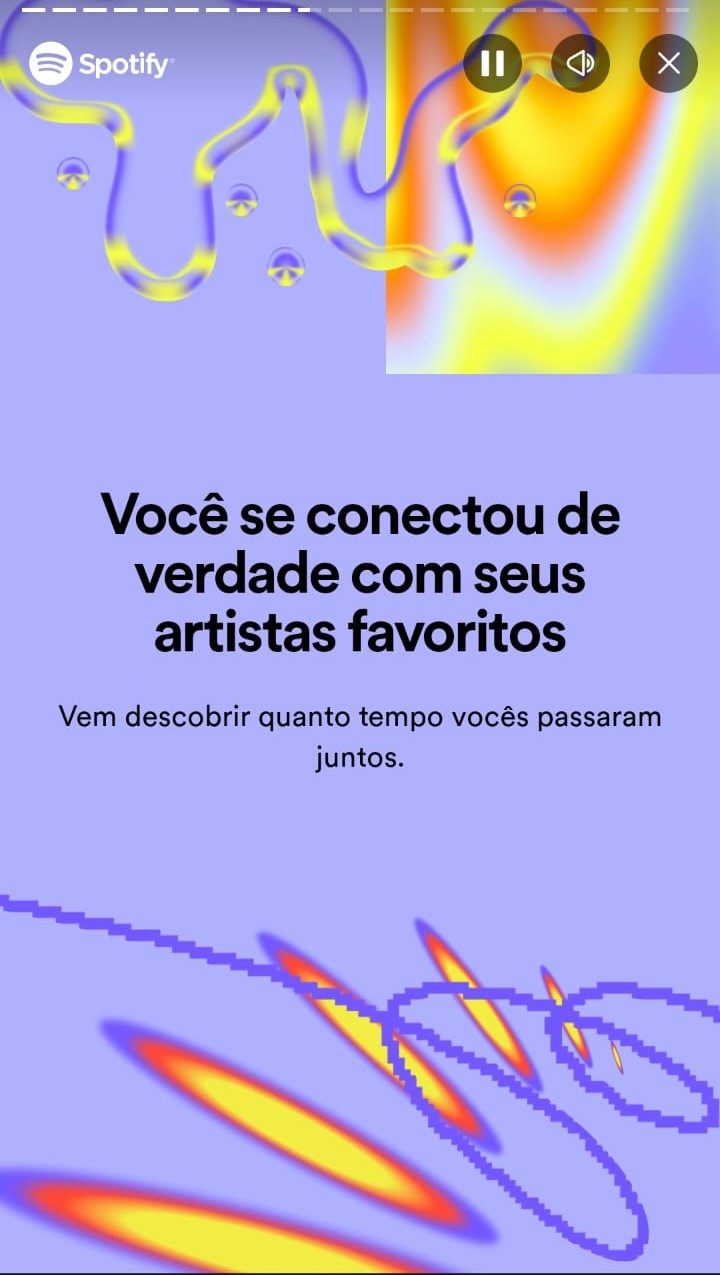 Spotify
Você se conectou de
verdade com seus
artistas favoritos
Vem descobrir quanto tempo vocês passaram
juntos.